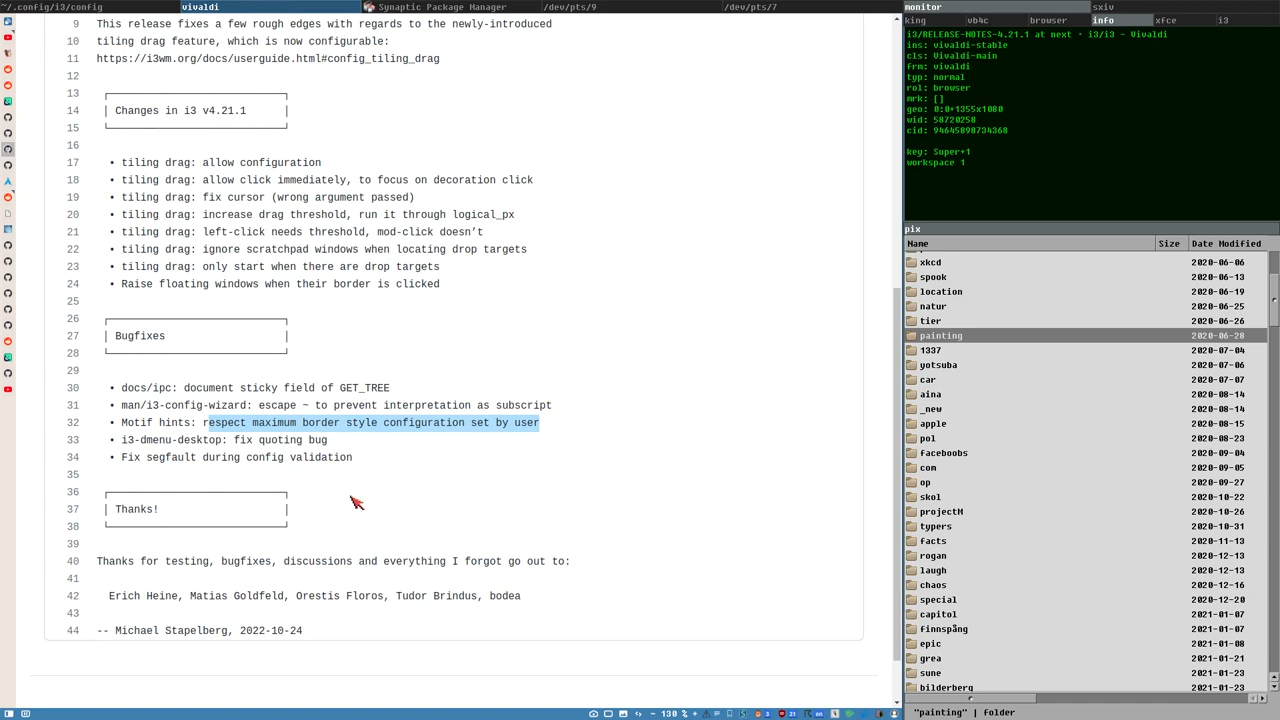 ~/.config/i3/config
vivaldi
Synaptic Package Manager
/dev/pts/9
/dev/pts/7
9 This release fixes a few rough edges with regards to the newly-introduced
10 tiling drag feature, which is now configurable:
11 https://i3wm.org/docs/userguide.html#config_tiling_drag
12
13
14 Changes in i3 v4.21.1
15
16
17 • tiling drag: allow configuration
18 • tiling drag: allow click immediately, to focus on decoration click
19 • tiling drag: fix cursor (wrong argument passed)
20 • tiling drag: increase drag threshold, run it through logical_px
21 • tiling drag: left-click needs threshold, mod-click doesn’t
22 • tiling drag: ignore scratchpad windows when locating drop targets
23 • tiling drag: only start when there are drop targets
24 • Raise floating windows when their border is clicked
25
26
27 Bugfixes
28
29
30 • docs/ipc: document sticky field of GET_TREE
31 • man/i3-config-wizard: escape ~ to prevent interpretation as subscript
32 • Motif hints: respect maximum border style configuration set by user
33 • i3-dmenu-desktop: fix quoting bug
34 • Fix segfault during config validation
35
36
37 Thanks!
38
39
40 Thanks for testing, bugfixes, discussions and everything I forgot go out to:
41
42 Erich Heine, Matias Goldfeld, Orestis Floros, Tudor Brindus, bodea
43
44 -- Michael Stapelberg, 2022-10-24
130 %
monitor
sxiv
king
vb4c
browser
info
xfce
i3
i3/RELEASE-NOTES-4.21.1 at next · i3/i3 - Vivaldi
ins: vivaldi-stable
cls: Vivaldi-main
frm: vivaldi
typ: normal
rol: browser
mrk: []
geo: 0:0+1355x1080
wid: 58720258
cid: 94645898734368
key: Super+1
workspace 1
pix
Name Size Date Modified
xkcd 2020-06-06
spook 2020-06-13
location 2020-06-19
natur 2020-06-25
tier 2020-06-26
painting 2020-06-28
1337 2020-07-04
yotsuba 2020-07-07
car 2020-07-07
aina 2020-08-14
_new 2020-08-14
apple 2020-08-15
pol 2020-08-23
faceboobs 2020-09-04
com 2020-09-05
op 2020-09-27
skol 2020-10-22
projectM 2020-10-26
typers 2020-10-31
facts 2020-11-13
rogan 2020-12-13
laugh 2020-12-13
chaos 2020-12-16
special 2020-12-20
capitol 2021-01-07
finnspång 2021-01-07
epic 2021-01-08
grea 2021-01-21
sune 2021-01-23
bilderberg 2021-01-23
"painting" | folder